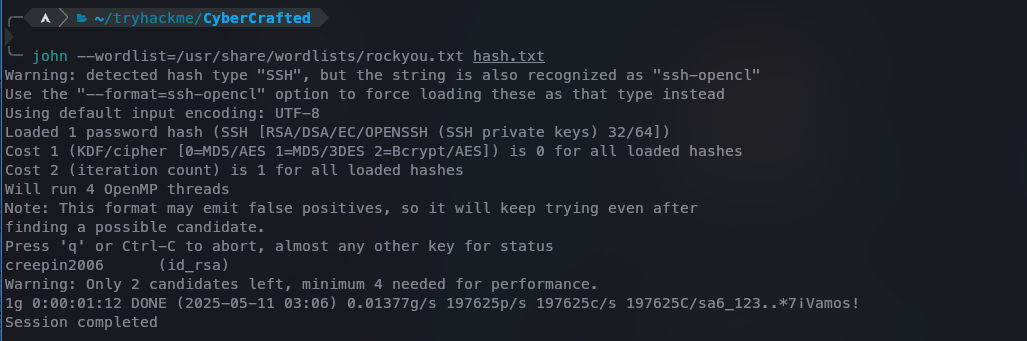 ~/tryhackme/CyberCrafted
john --wordlist=/usr/share/wordlists/rockyou.txt hash.txt
Warning: detected hash type "SSH", but the string is also recognized as "ssh-opencl"
Use the "--format=ssh-opencl" option to force loading these as that type instead
Using default input encoding: UTF-8
Loaded 1 password hash (SSH [RSA/DSA/EC/OPENSSH (SSH private keys) 32/64])
Cost 1 (KDF/cipher [0=MD5/AES 1=MD5/3DES 2=Bcrypt/AES]) is 0 for all loaded hashes
Cost 2 (iteration count) is 1 for all loaded hashes
Will run 4 OpenMP threads
Note: This format may emit false positives, so it will keep trying even after
finding a possible candidate.
Press 'q' or Ctrl-C to abort, almost any other key for status
creepin2006      (id_rsa)
Warning: Only 2 candidates left, minimum 4 needed for performance.
1g 0:00:01:12 DONE (2025-05-11 03:06) 0.01377g/s 197625p/s 197625c/s 197625C/sa6_123..*7¡Vamos!
Session completed